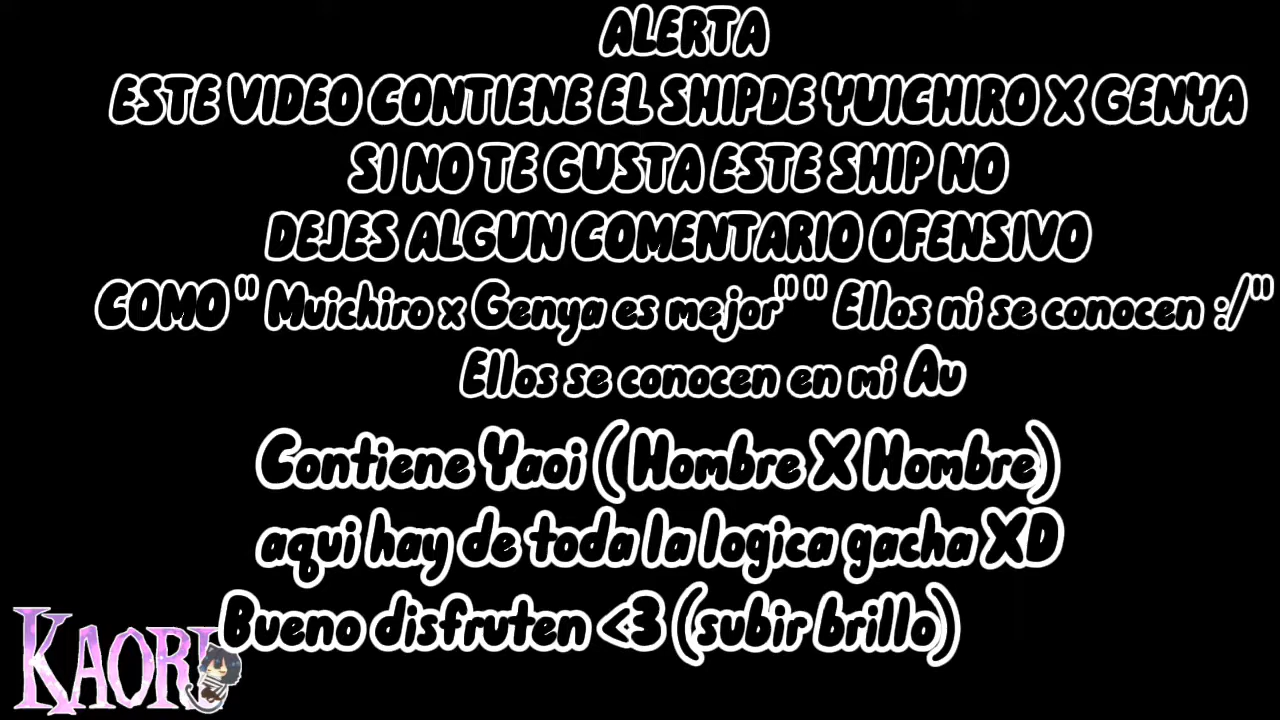 ALERTA
ESTE VIDEO CONTIENE EL SHIPDE YUICHIRO X GENYA
SI NO TE GUSTA ESTE SHIP NO
DEJES ALGUN COMENTARIO OFENSIVO
COMO " Muichiro x Genya es mejor" " Ellos ni se conocen :/"
Ellos se conocen en mi Au
Contiene Yaoi ( Hombre X Hombre)
aqui hay de toda la logica gacha XD
Bueno disfruten <3 (subir brillo)
KAORI